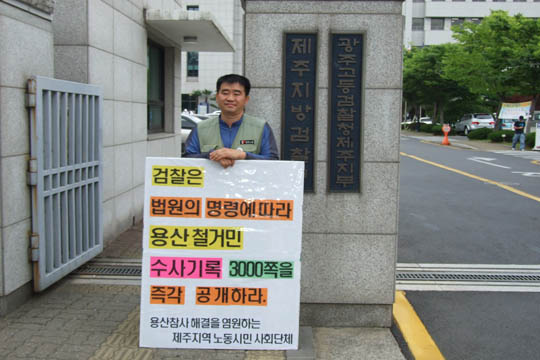 제주지방검찰
광주고등검찰청제주지부
검찰은
법원의 명령에따라
용산철거민
수사기록 3000쪽을
즉각 공개하라.
용산참사 해결을 염원하는
제주지역 노동시민 사회단체